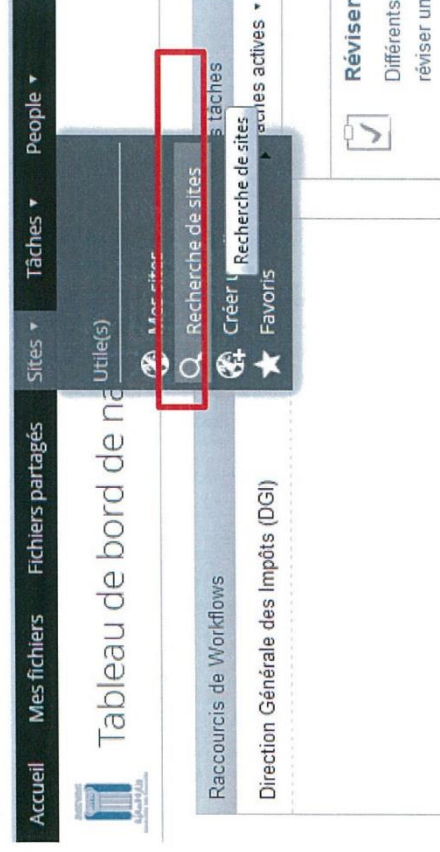 Accueil Mes fichiers Fichiers partagés Sites Tâches People
Tableau de bord de na
Utile(s)
Mes sites
Recherche de sites
Recherche de sites
Créer u
Favoris
Raccourcis de Workflows
s tâches
Direction Générale des Impôts (DGI)
âches actives
Réviser
Différents
réviser un